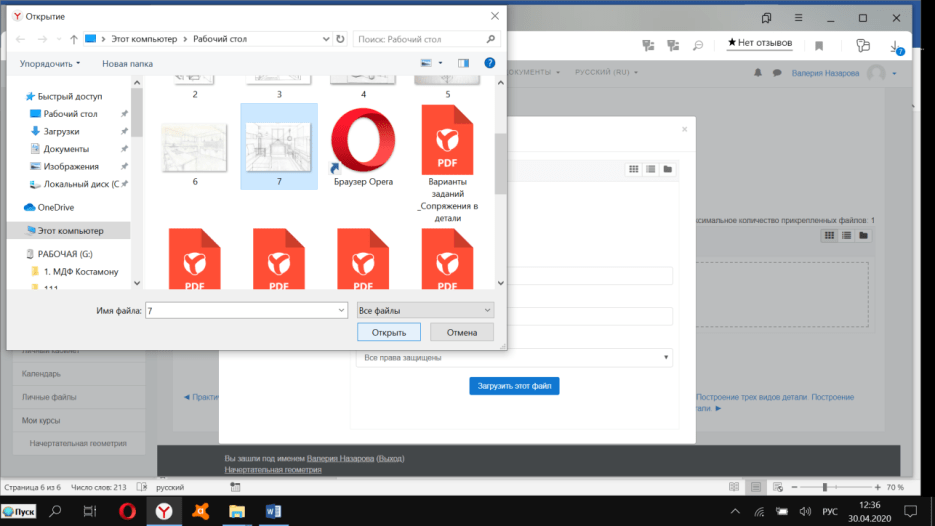 Открытие
Этот компьютер
Рабочий стол
Поиск: Рабочий стол
Упорядочить
Новая папка
Быстрый доступ
Рабочий стол
Загрузки
Документы
Изображения
Локальный диск (C
OneDrive
Этот компьютер
РАБОЧАЯ (G:)
1. МДФ Костамону
111
2
3
4
5
6
7
Браузер Opera
PDF
Варианты
заданий
_Сопряжения в
детали
PDF
PDF
PDF
PDF
Имя файла:
7
Все файлы
Открыть
Отмена
Нет отзывов
7
ОКУМЕНТЫ
РУССКИЙ (RU)
Валерия Назарова
симальное количество прикрепленных файлов: 1
Все права защищены
Загрузить этот файл
Личный кабинет
Календарь
Личные файлы
Мои курсы
Начертательная геометрия
◄ Практи
Построение трех видов детали Построение
тали ►
Вы зашли под именем Валерия Назарова (Выход)
Начертательная геометрия
Страница 6 из 6
Число слов: 213
русский
70 %
Пуск
РУС
12:36
30.04.2020